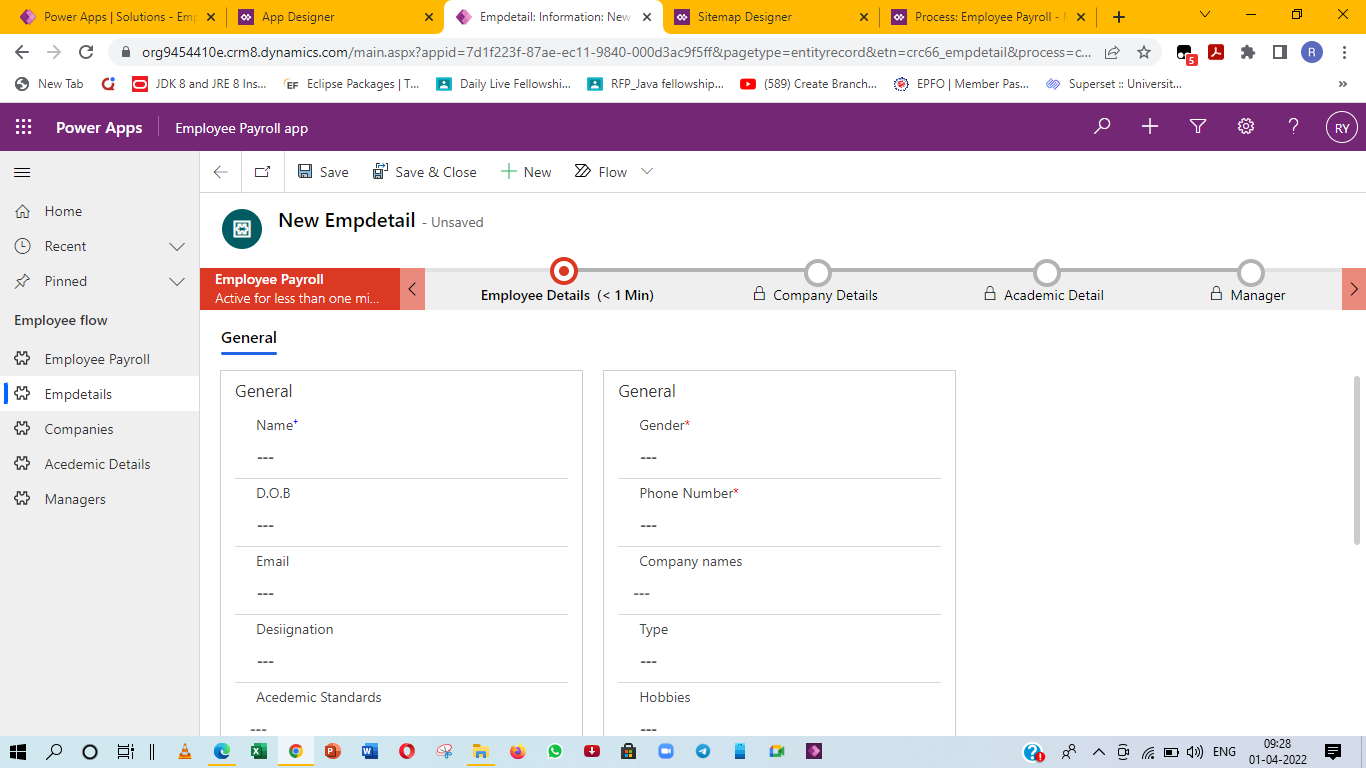 Power Apps | Solutions - Emp
App Designer
Empdetail: Information: New
Sitemap Designer
Process: Employee Payroll -
org9454410e.crm8.dynamics.com/main.aspx?appid=7d1f223f-87ae-ec11-9840-000d3ac9f5ff&pagetype=entityrecord&etn=crc66_empdetail&process=c...
5
R
New Tab
JDK 8 and JRE 8 Ins...
EF Eclipse Packages | T...
Daily Live Fellowshi...
RFP_Java fellowship...
(589) Create Branch...
EPFO | Member Pas...
Superset :: Universit...
Power Apps
Employee Payroll app
RY
Save
Save & Close
New
Flow
Home
Recent
Pinned
Employee flow
Employee Payroll
Empdetails
Companies
Acedemic Details
Managers
New Empdetail - Unsaved
Employee Payroll
Active for less than one mi...
Employee Details (< 1 Min)
Company Details
Academic Detail
Manager
General
General
Name+
---
D.O.B
---
Email
---
Desiignation
---
Acedemic Standards
---
General
Gender*
---
Phone Number*
---
Company names
---
Type
---
Hobbies
---
ENG
09:28
01-04-2022